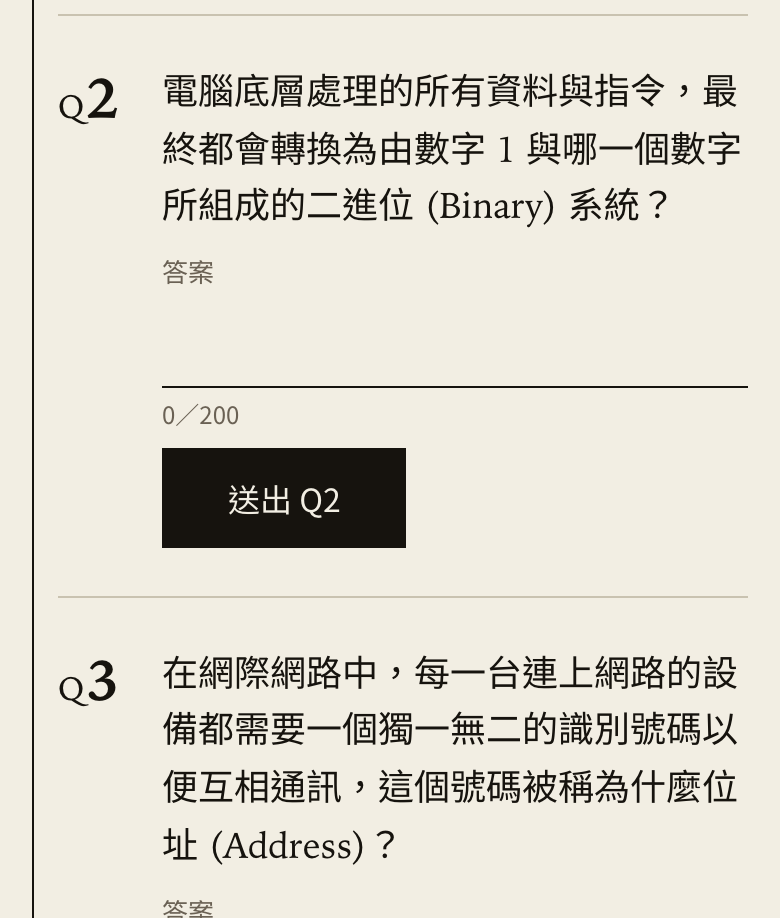 Q2
電腦底層處理的所有資料與指令，最
終都會轉換為由數字 1 與哪一個數字
所組成的二進位 (Binary) 系統？
答案
0／200
送出 Q2
Q3
在網際網路中，每一台連上網路的設
備都需要一個獨一無二的識別號碼以
便互相通訊，這個號碼被稱為什麼位
址 (Address)？
答案